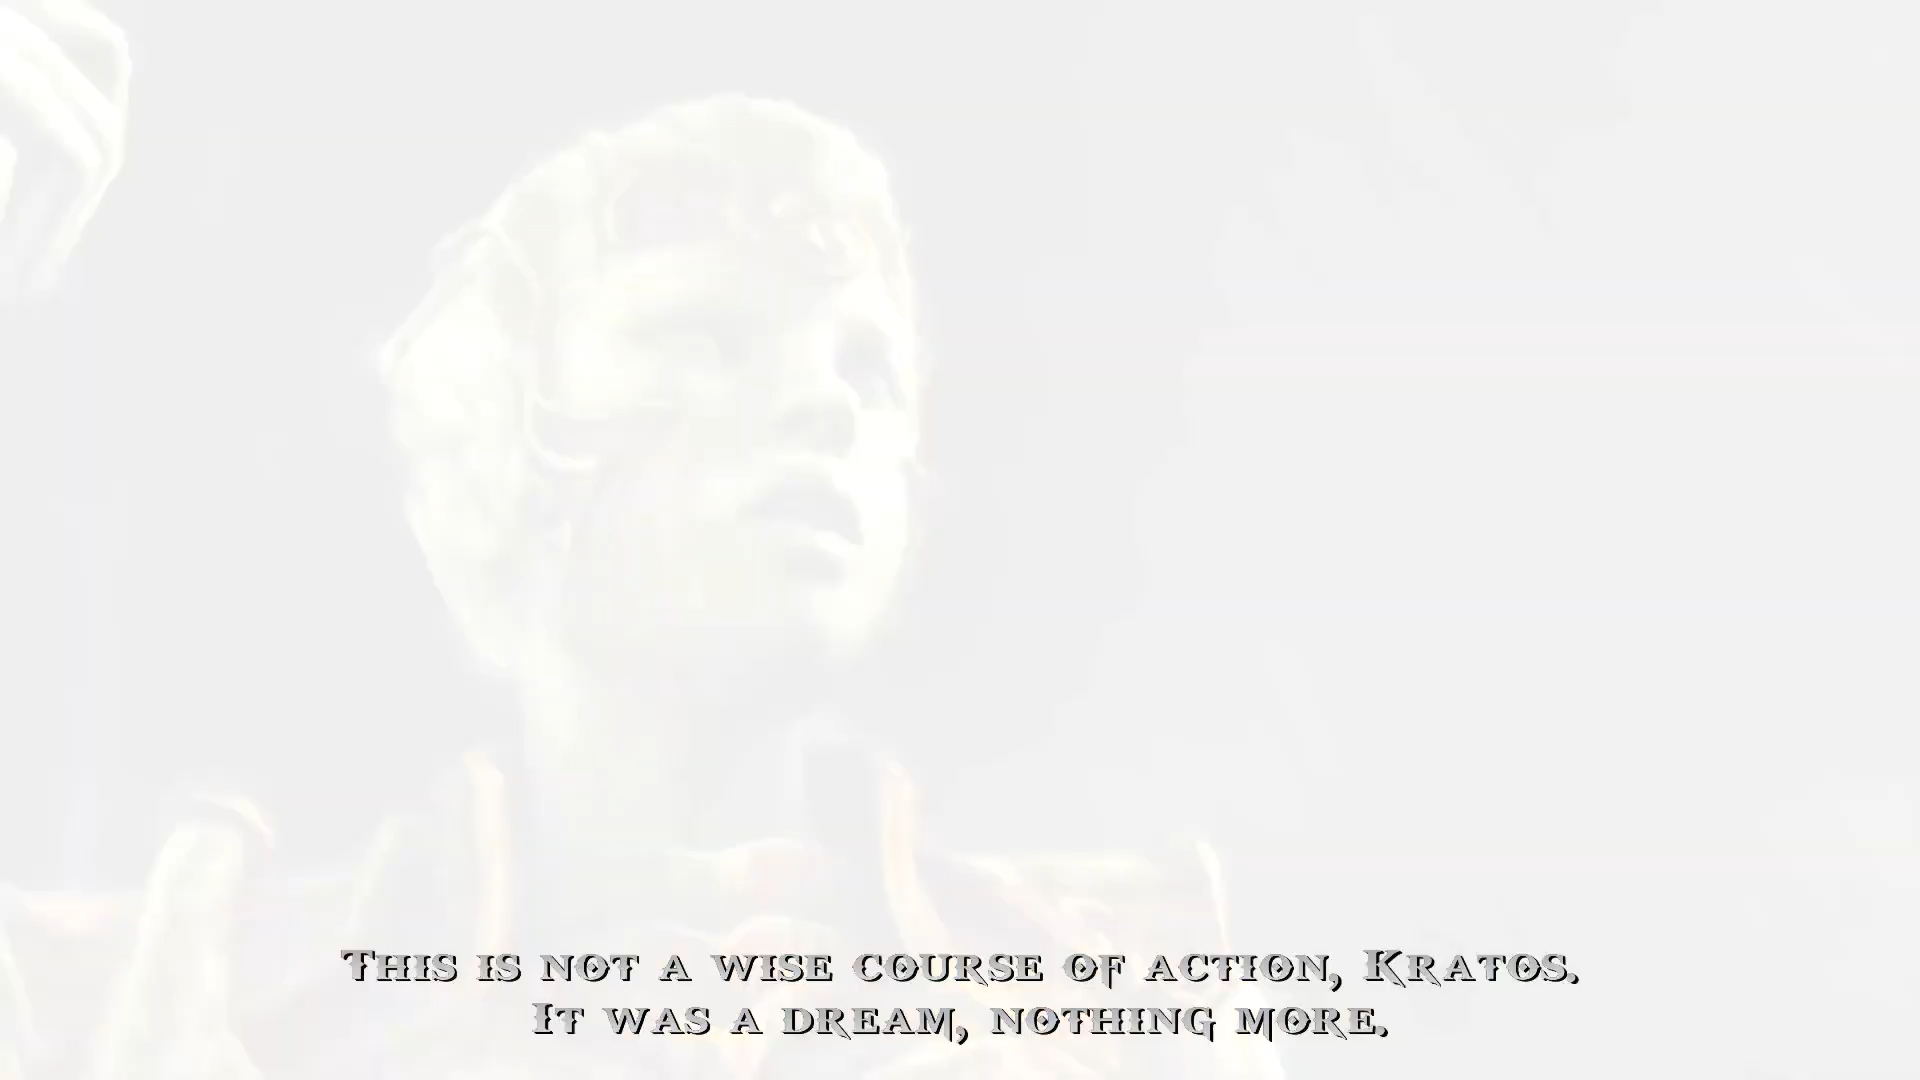 This is not a wise course of action, Kratos.
It was a dream, nothing more.